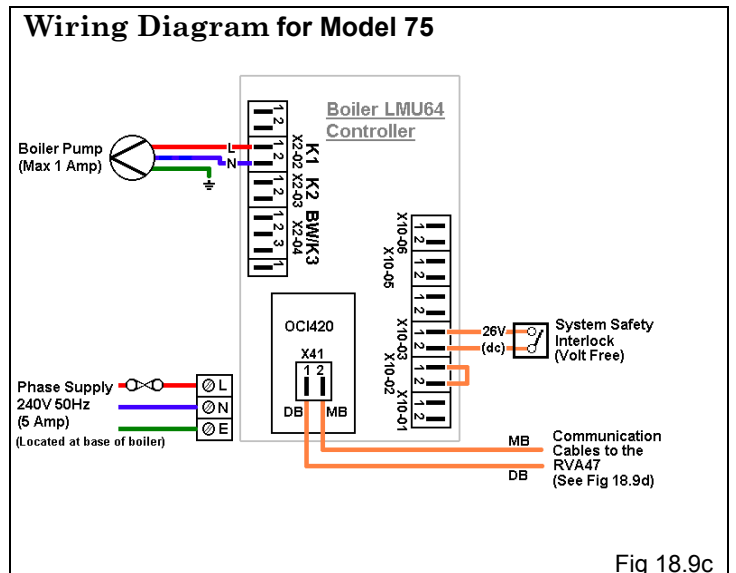 Wiring Diagram for Model 75
Boiler LMU64
Controller
1 2
Boiler Pump
(Max 1 Amp)
L
N
1 2
X2-02
K1
1 2
X2-03
K2
1 2 3
X2-04
BW/K3
1
X10-06
1 2
X10-05
1 2
1 2
X10-03
1 2
26V
(dc)
System Safety
Interlock
(Volt Free)
X10-02
1 2
X10-01
1 2
OCI420
X41
1 2
DB
MB
Phase Supply
240V 50Hz
(5 Amp)
(Located at base of boiler)
L
N
E
MB
DB
Communication
Cables to the
RVA47
(See Fig 18.9d)
Fig 18.9c